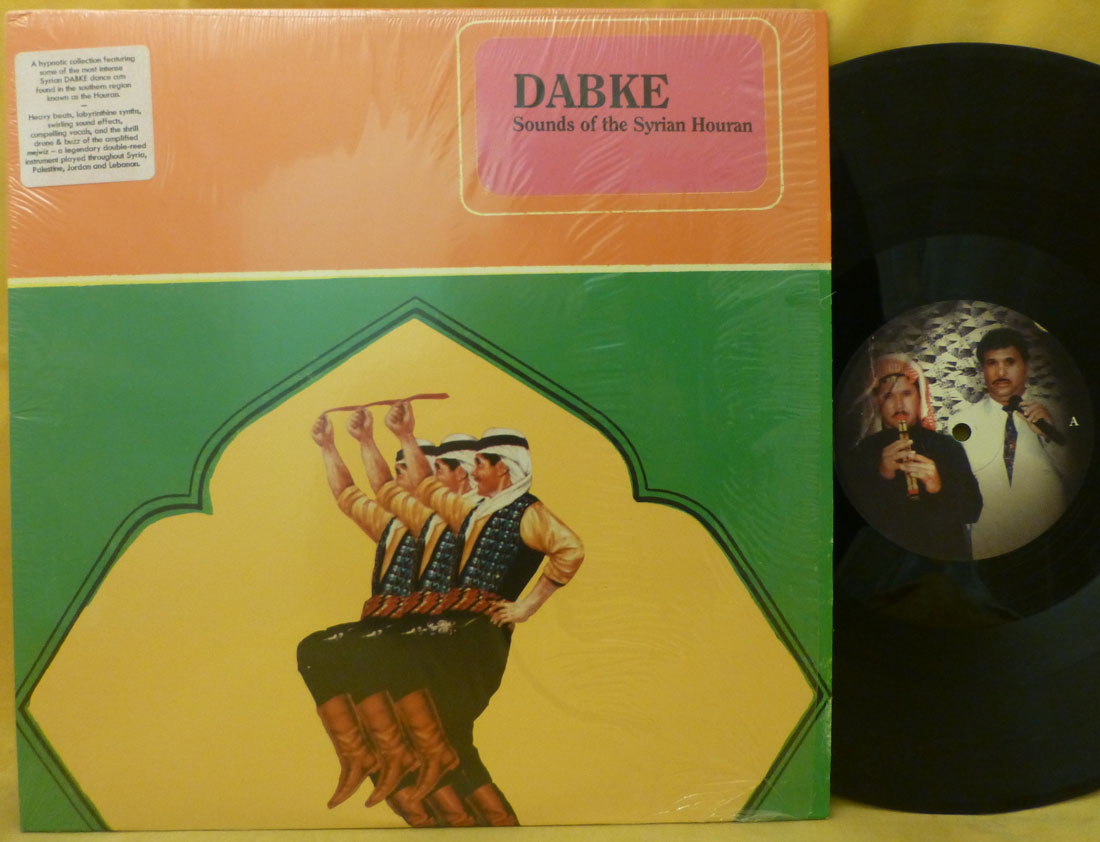 A hypnotic collection featuring
some of the most intense
Syrian DABKE dance cuts
found in the southern region
known as the Houran.
—
Heavy beats, labyrinthine synths,
swirling sound effects,
compelling vocals, and the shrill
drone & buzz of the amplified
mejwiz – a legendary double-reed
instrument played throughout Syria,
Palestine, Jordan and Lebanon.
DABKE
Sounds of the Syrian Houran
A